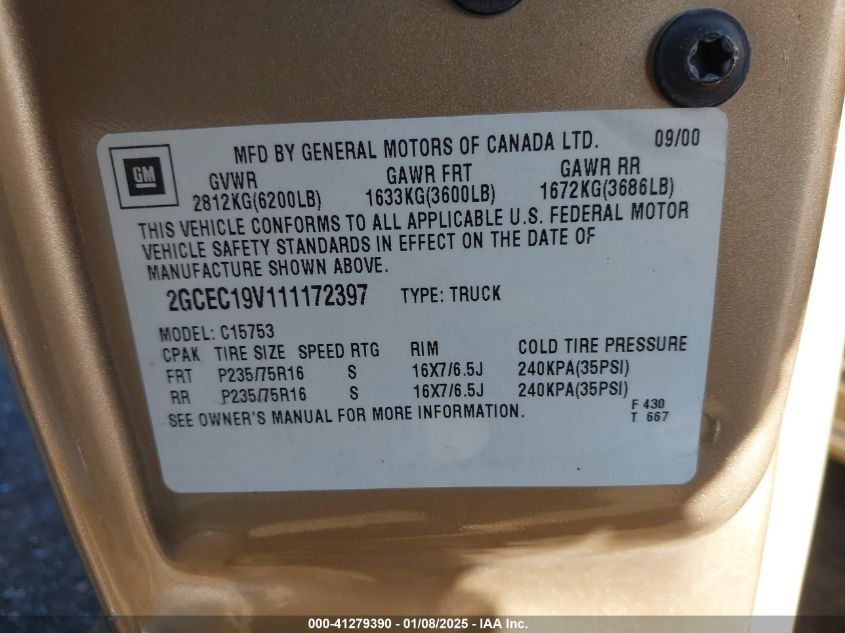 MFD BY GENERAL MOTORS OF CANADA LTD. 09/00
GM
GVWR GAWR FRT GAWR RR
2812KG(6200LB) 1633KG(3600LB) 1672KG(3686LB)
THIS VEHICLE CONFORMS TO ALL APPLICABLE U.S. FEDERAL MOTOR
VEHICLE SAFETY STANDARDS IN EFFECT ON THE DATE OF
MANUFACTURE SHOWN ABOVE.
2GCEC19V111172397 TYPE: TRUCK
MODEL: C15753
CPAK TIRE SIZE SPEED RTG RIM COLD TIRE PRESSURE
FRT P235/75R16 S 16X7/6.5J 240KPA(35PSI)
RR P235/75R16 S 16X7/6.5J 240KPA(35PSI)
SEE OWNER'S MANUAL FOR MORE INFORMATION.
F 430
T 667
000-41279390 - 01/08/2025 - IAA Inc.